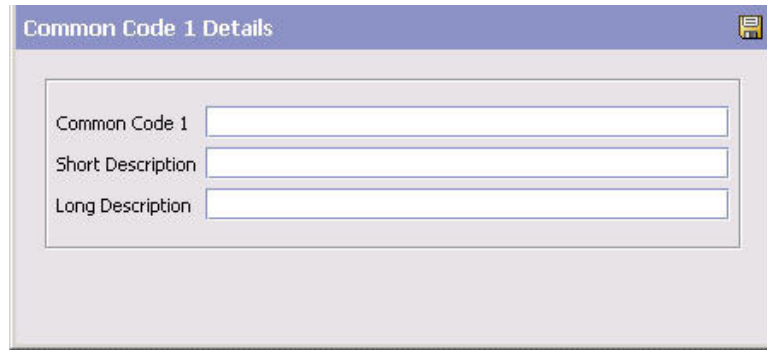 Common Code 1 Details
Common Code 1
Short Description
Long Description